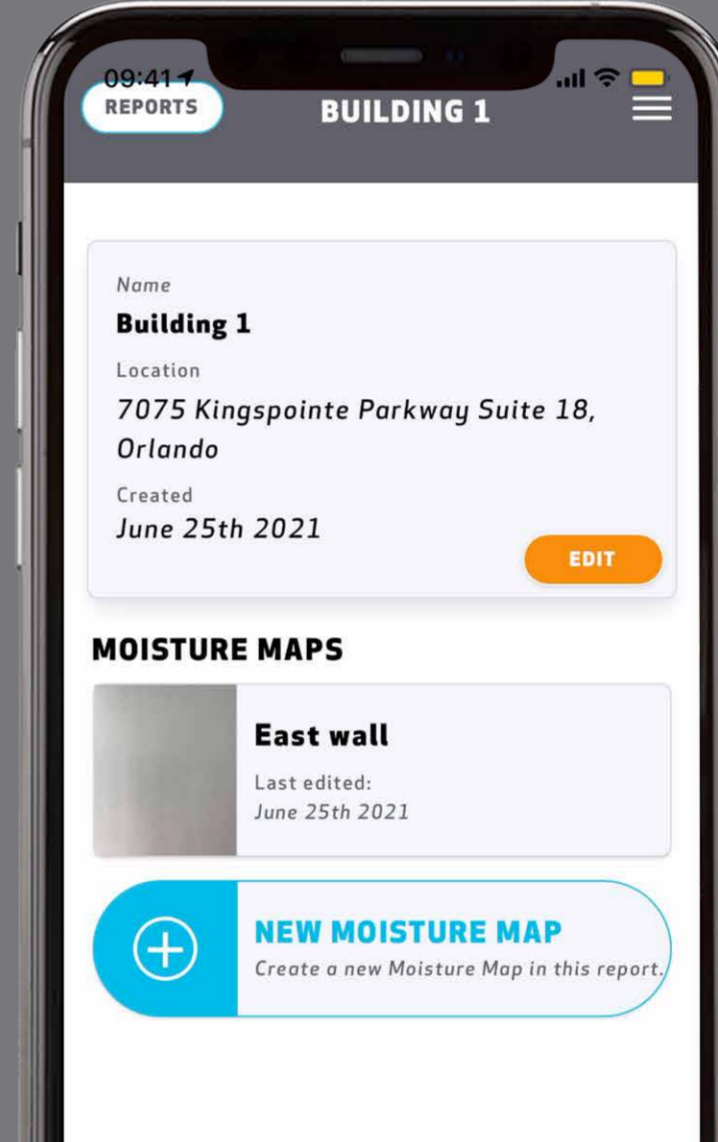 09:41
REPORTS
BUILDING 1
Name
Building 1
Location
7075 Kingspointe Parkway Suite 18,
Orlando
Created
June 25th 2021
EDIT
MOISTURE MAPS
East wall
Last edited:
June 25th 2021
NEW MOISTURE MAP
Create a new Moisture Map in this report.